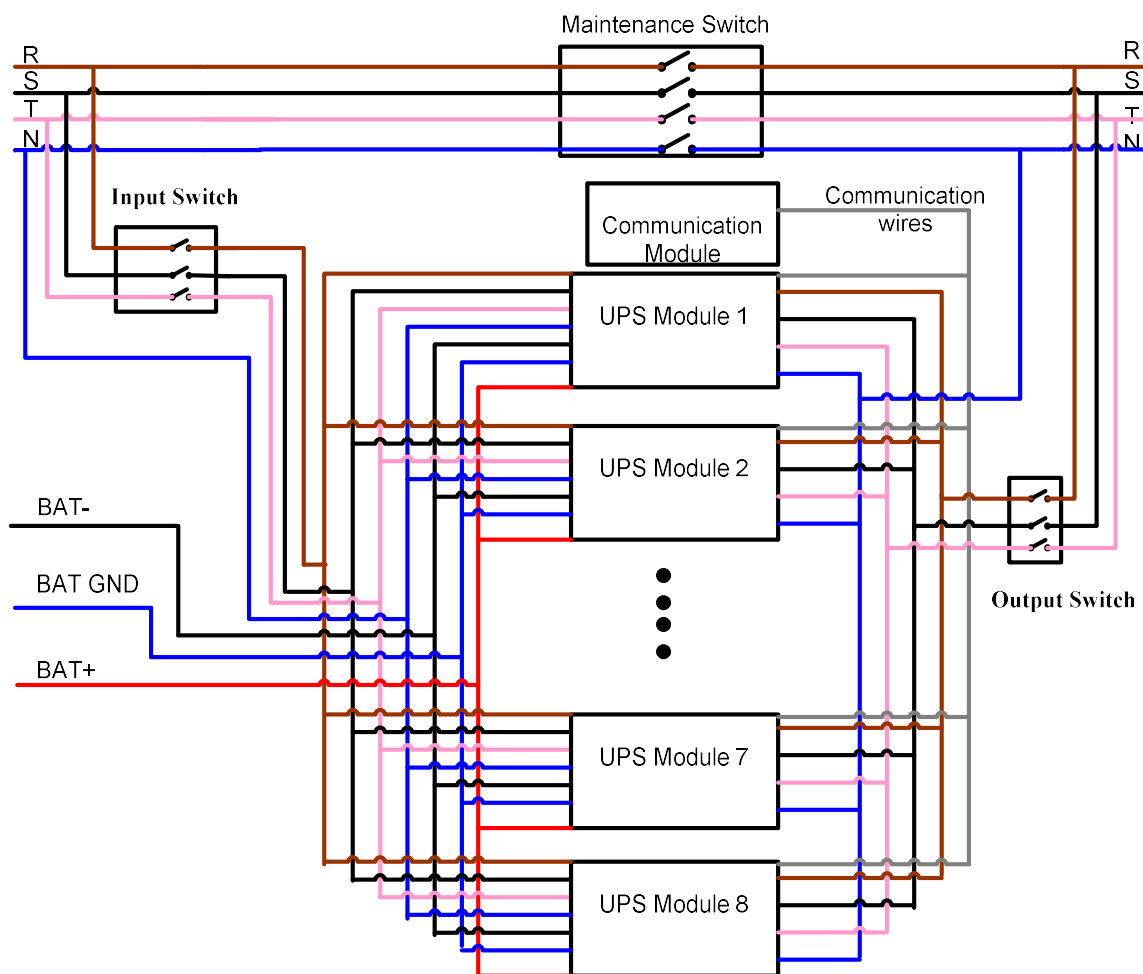 Maintenance Switch
R
R
S
S
T
T
N
N
Input Switch
Communication
wires
Communication
Module
UPS Module 1
UPS Module 2
BAT-
BAT GND
Output Switch
BAT+
UPS Module 7
UPS Module 8